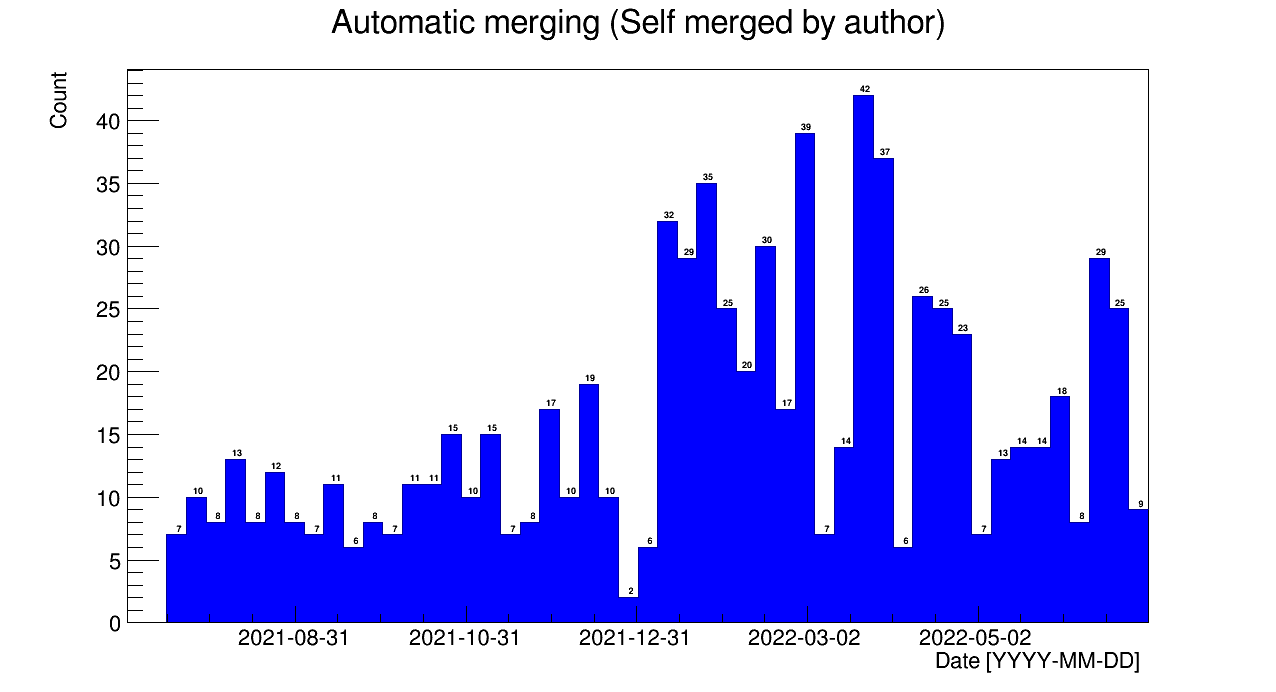 Automatic merging (Self merged by author)
Count
40
35
30
25
20
15
10
5
0
7 10 8 13 8 12 8 7 11 6 8 7 11 11 15 10 15 7 8 17 10 19 10 2 6 32 29 35 25 20 30 17 39 7 14 42 37 6 26 25 23 7 13 14 14 18 8 29 25 9
2021-08-31 2021-10-31 2021-12-31 2022-03-02 2022-05-02
Date [YYYY-MM-DD]